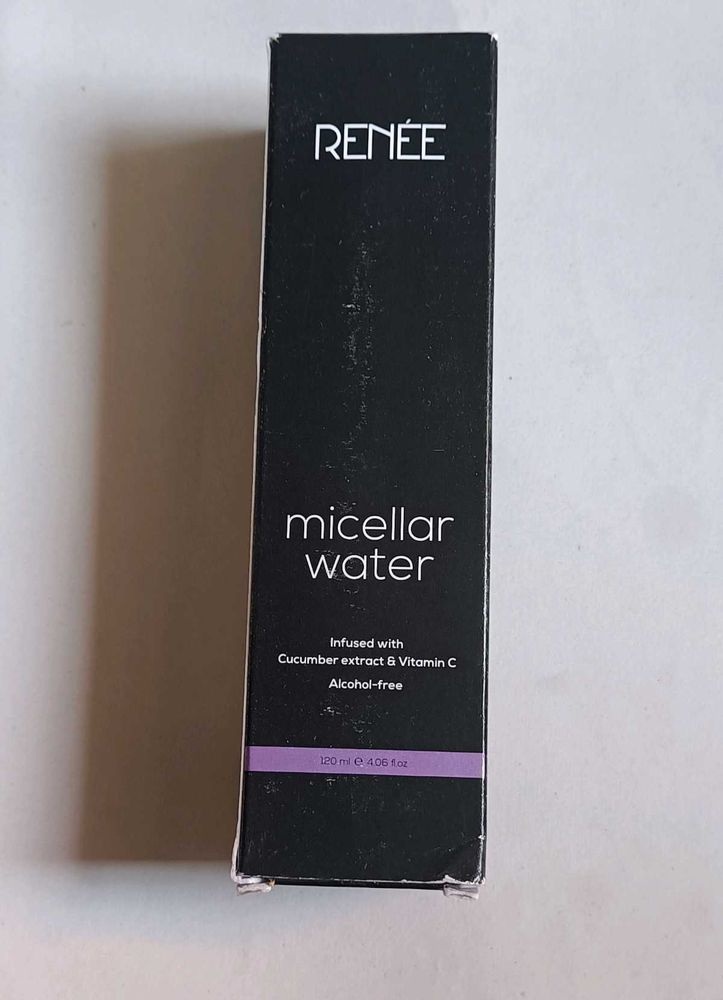 RENÉE
micellar
water
Infused with
Cucumber extract & Vitamin C
Alcohol-free
120 ml ℮ 4.06 fl.oz